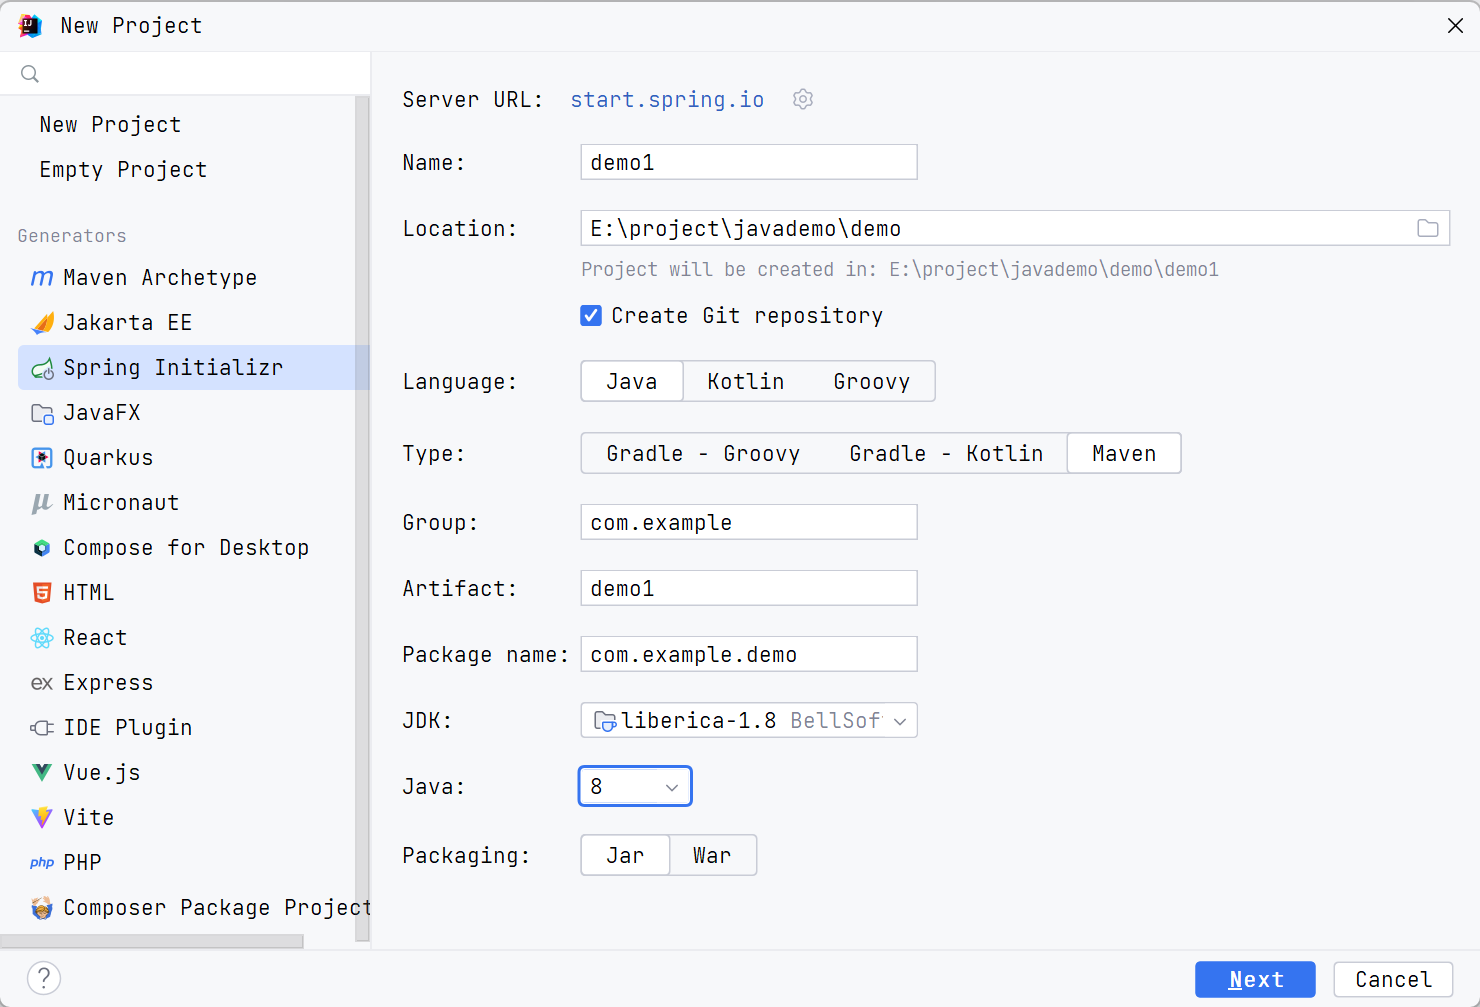 New Project
Server URL: start.spring.io
New Project
Empty Project
Generators
Maven Archetype
Jakarta EE
Spring Initializr
JavaFX
Quarkus
Micronaut
Compose for Desktop
HTML
React
ex Express
IDE Plugin
Vue.js
Vite
php PHP
Composer Package Project
Name: demo1
Location: E:\project\javademo\demo
Project will be created in: E:\project\javademo\demo\demo1
Create Git repository
Language: Java Kotlin Groovy
Type: Gradle - Groovy Gradle - Kotlin Maven
Group: com.example
Artifact: demo1
Package name: com.example.demo
JDK: liberica-1.8 BellSof
Java: 8
Packaging: Jar War
? Next Cancel